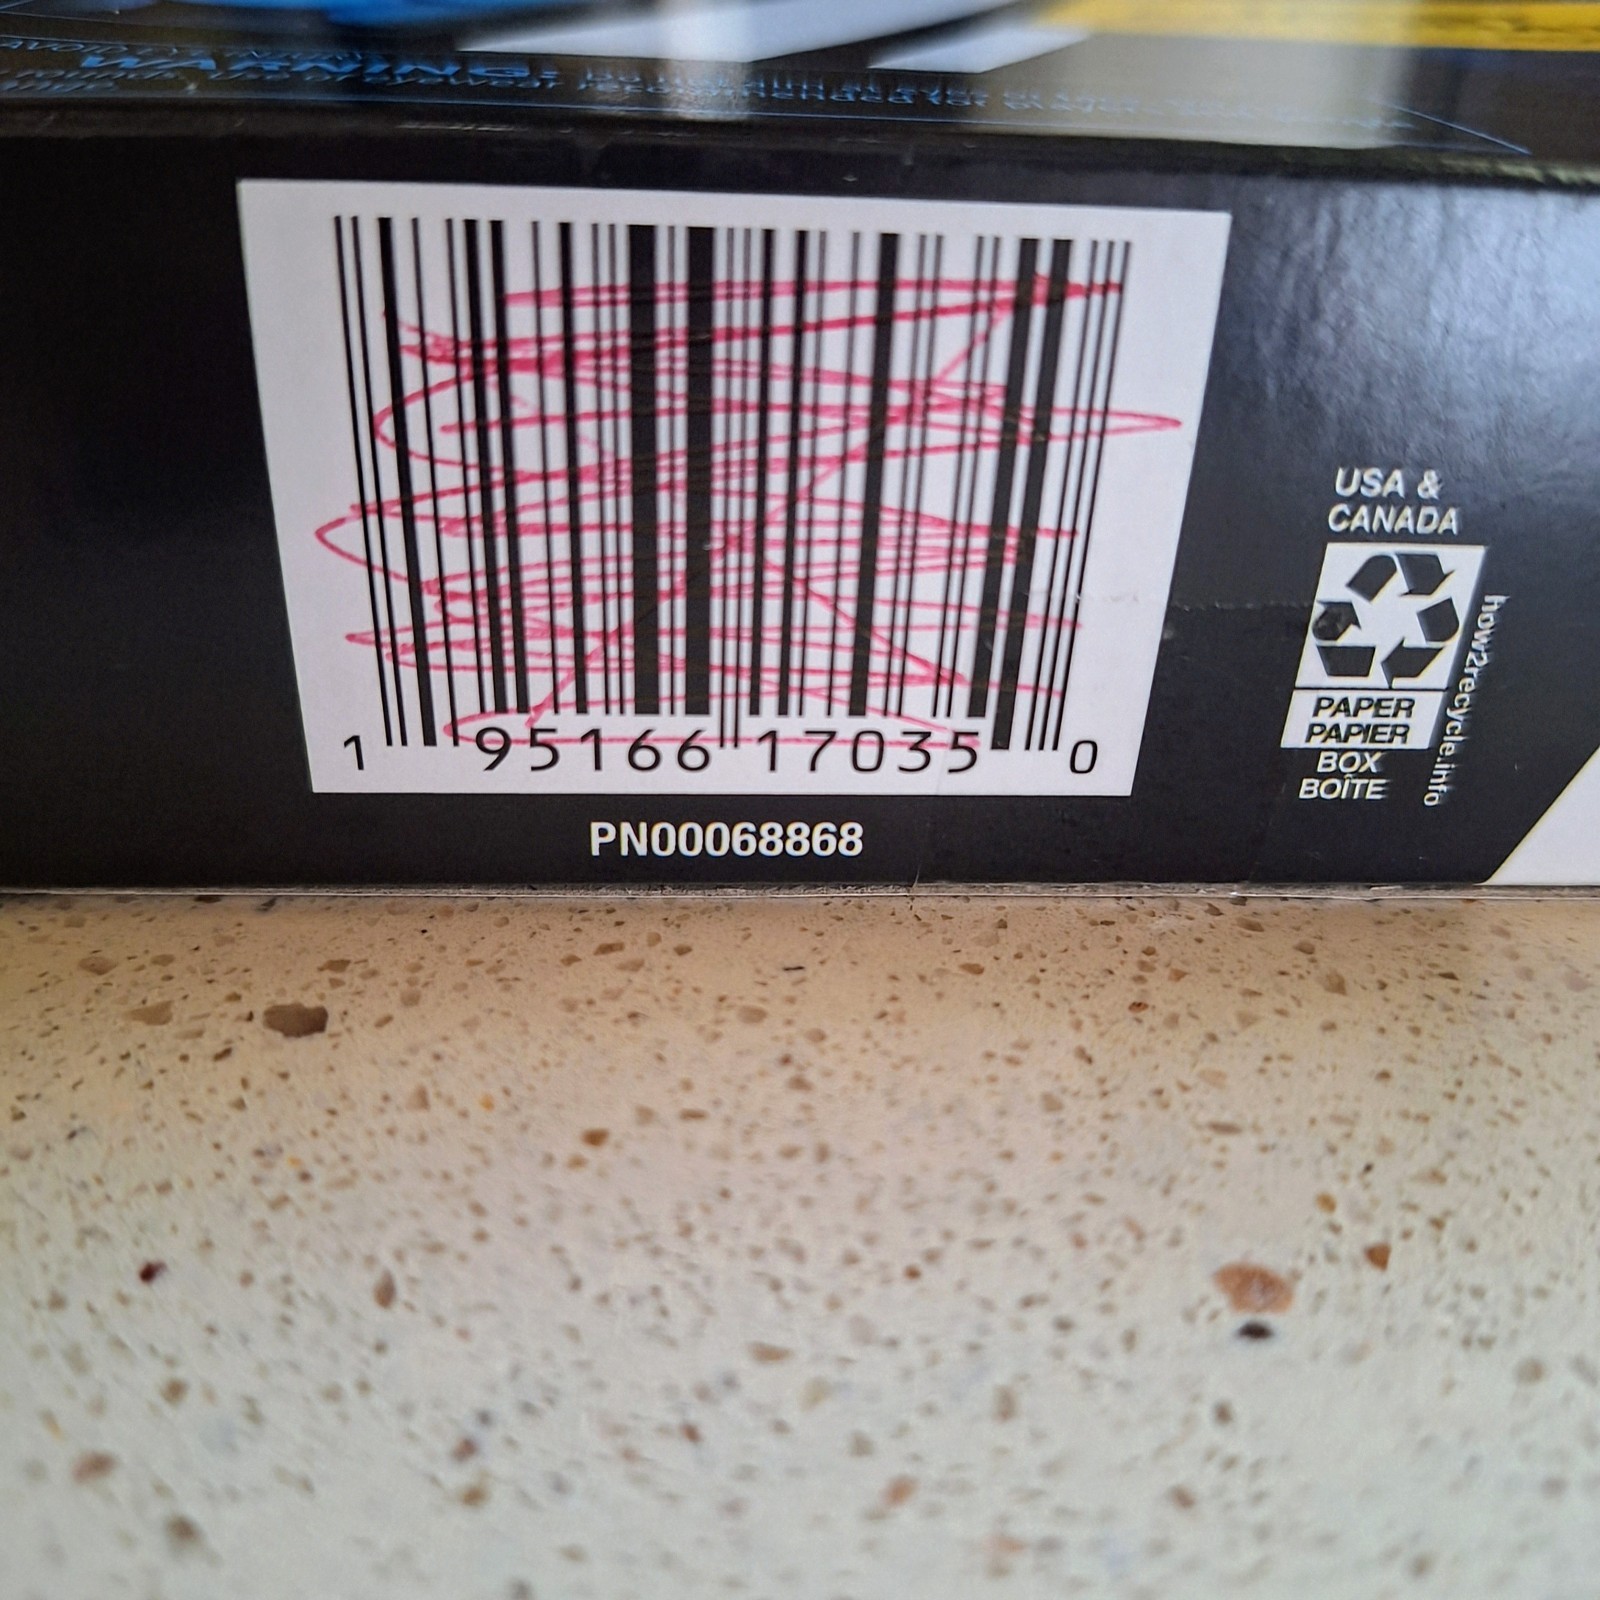 WARNING:
USA &
CANADA
how2recycle.info
PAPER
PAPIER
BOX
BOÎTE
1 95166 17035 0
PN00068868